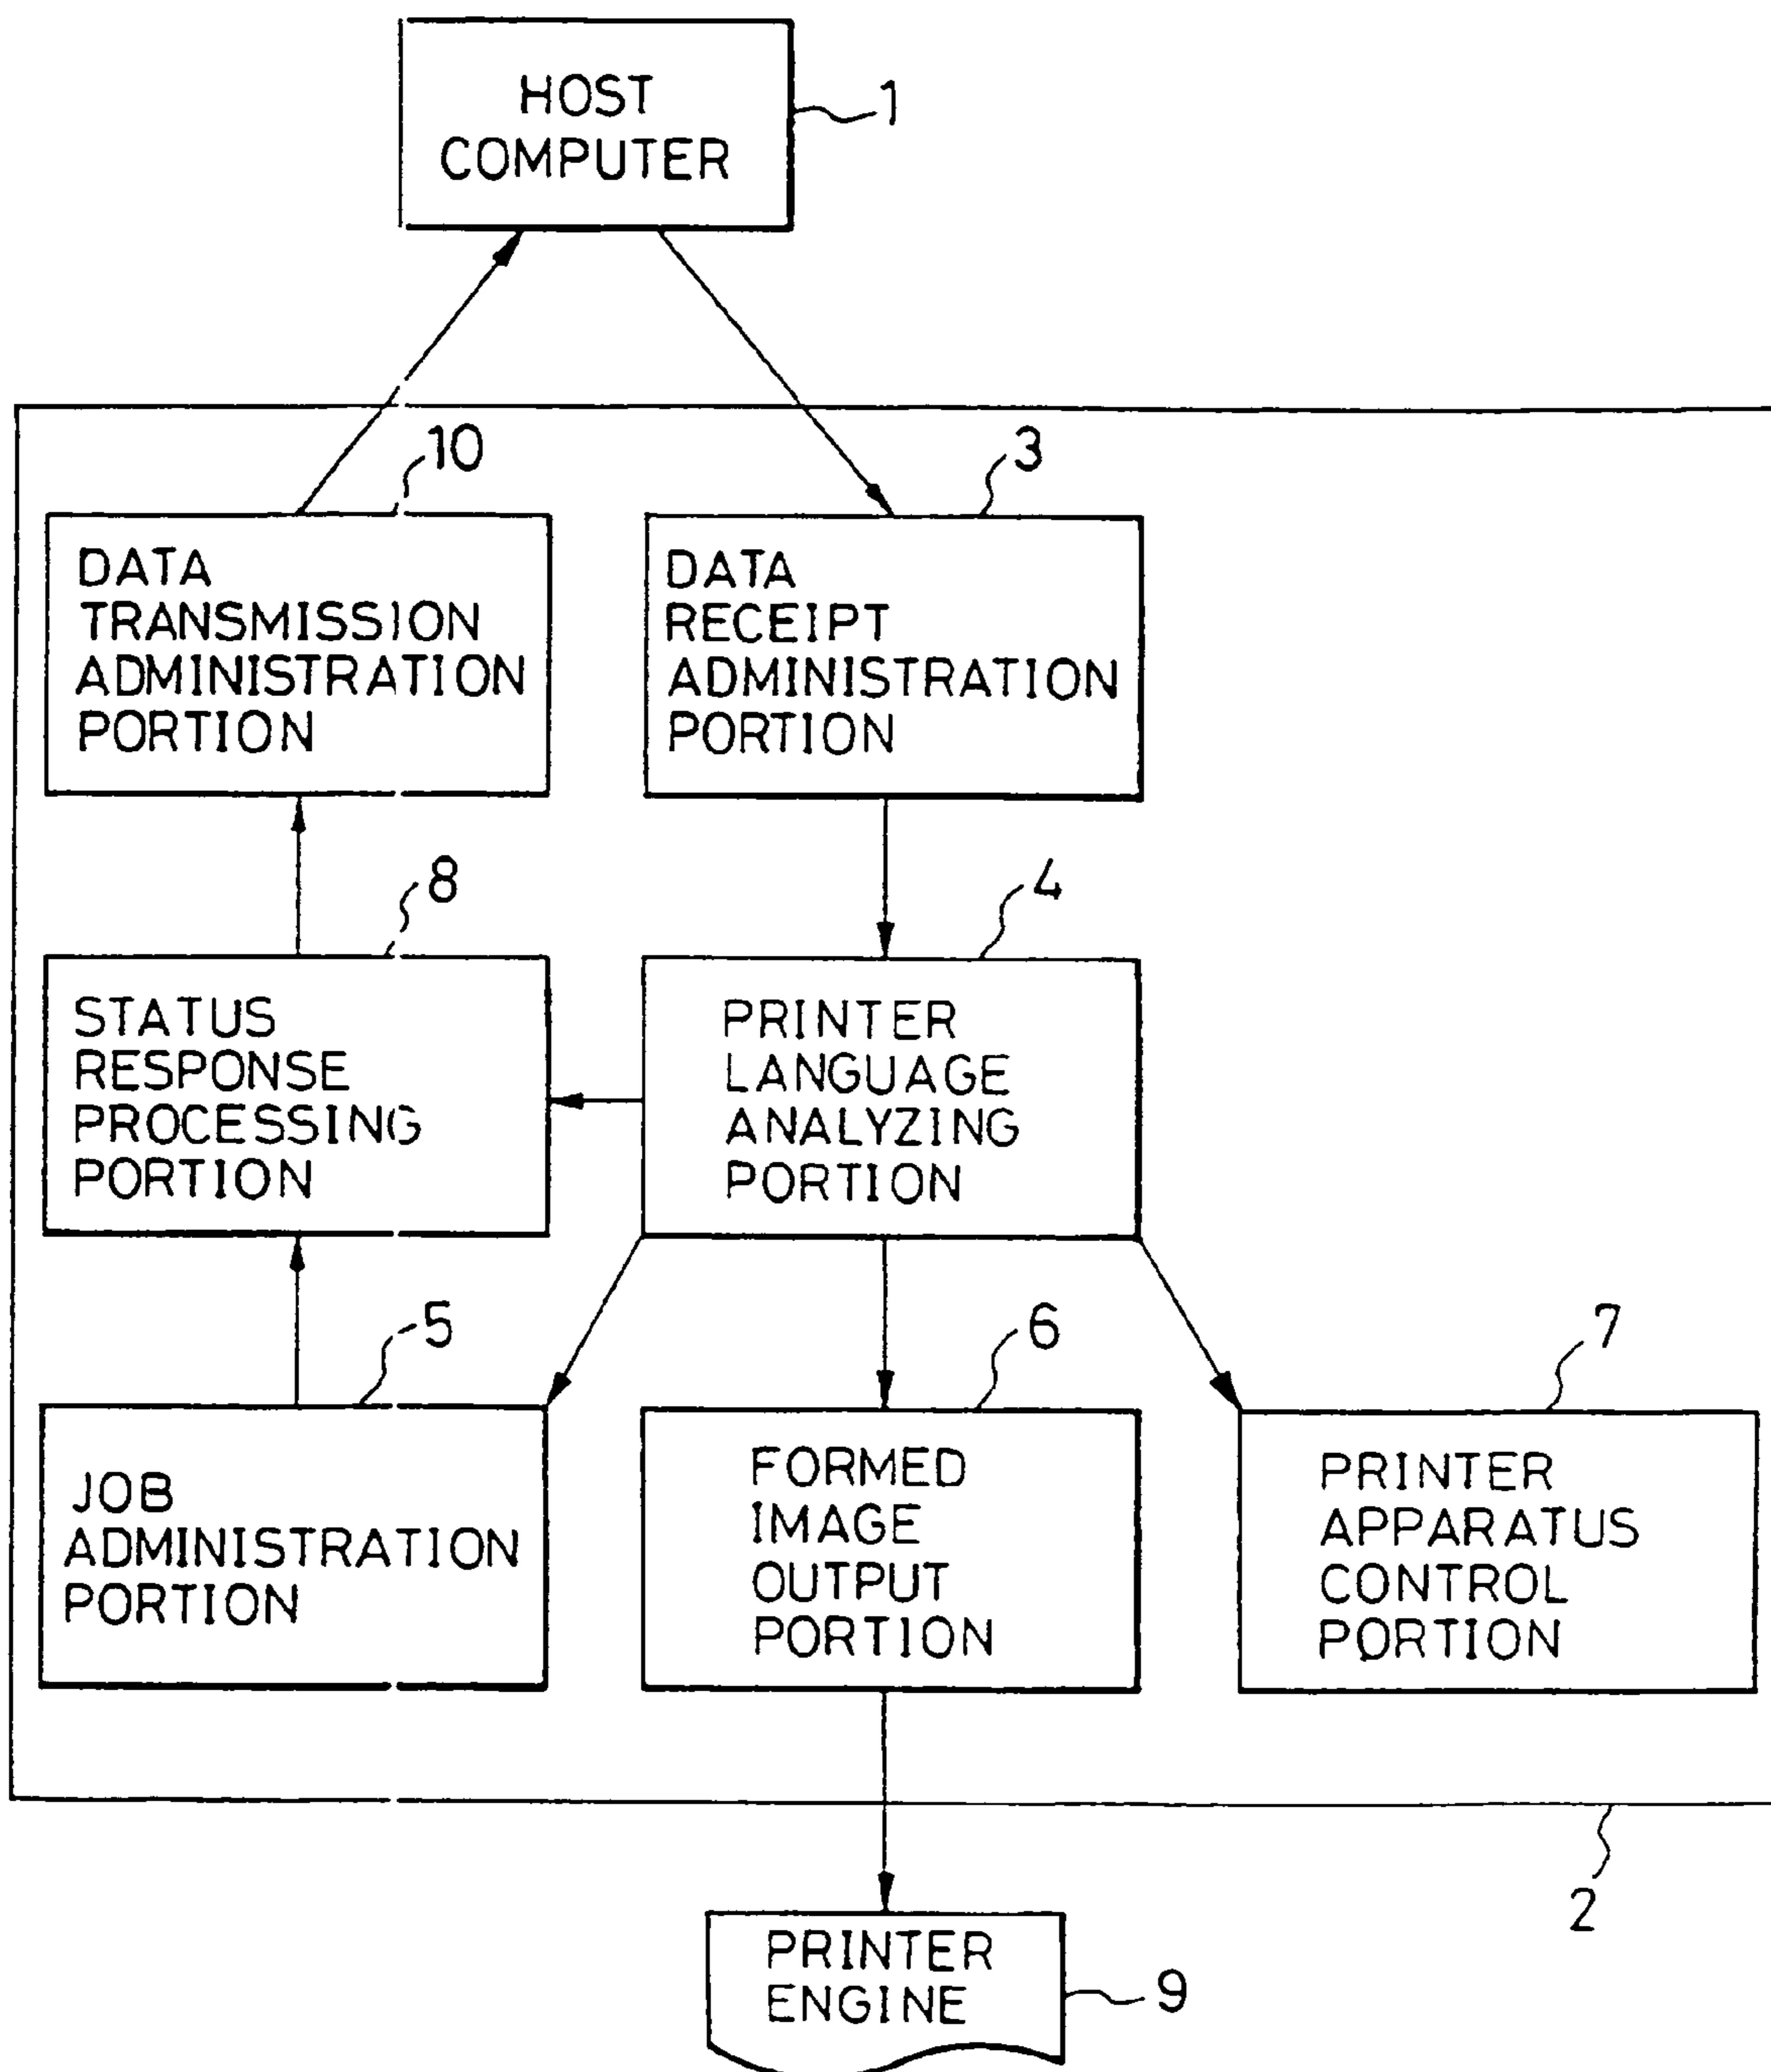 HOST
COMPUTER
1
10
3
DATA
TRANSMISSION
ADMINISTRATION
PORTION
DATA
RECEIPT
ADMINISTRATION
PORTION
8
4
STATUS
RESPONSE
PROCESSING
PORTION
PRINTER
LANGUAGE
ANALYZING
PORTION
5
6
7
JOB
ADMINISTRATION
PORTION
FORMED
IMAGE
OUTPUT
PORTION
PRINTER
APPARATUS
CONTROL
PORTION
2
PRINTER
ENGINE
9